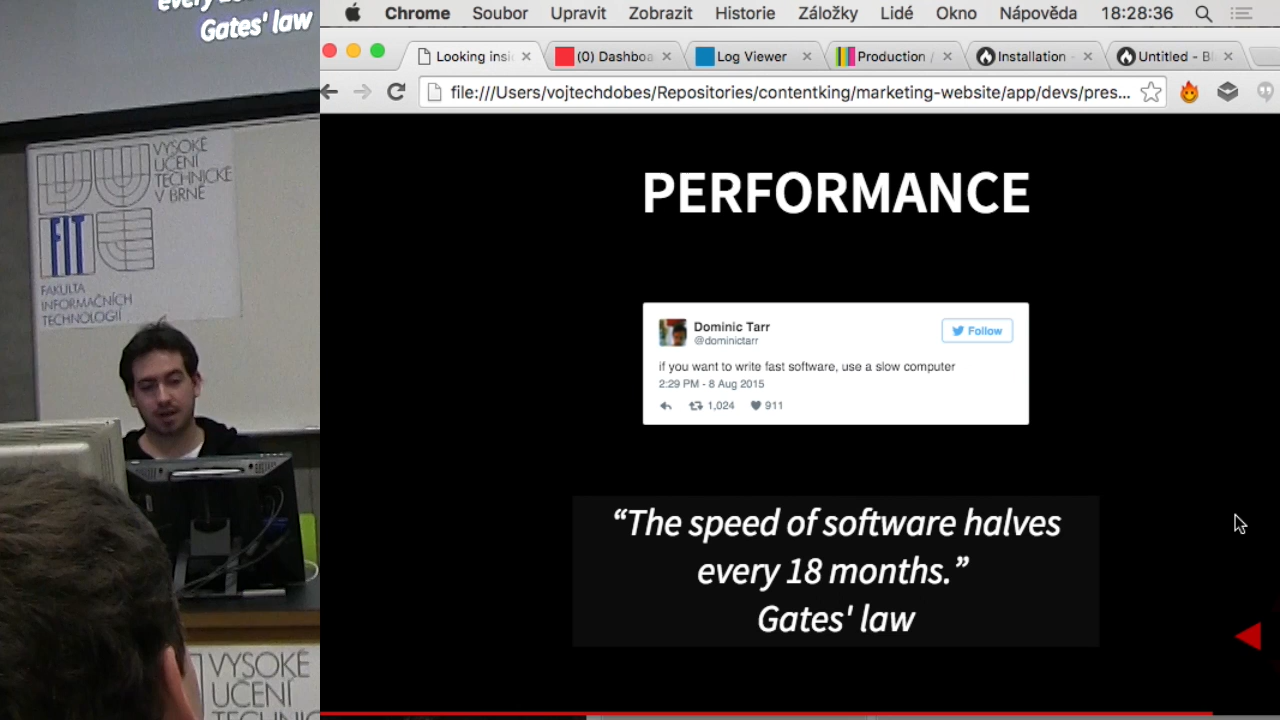 every
Gates' law
VYSOKÉ
UČENÍ
TECHNICKÉ
V BRNĚ
FIT
FAKULTA
INFORMAČNÍCH
TECHNOLOGIÍ
VYSOKÉ
UČENÍ
Chrome Soubor Upravit Zobrazit Historie Záložky Lidé Okno Nápověda 18:28:36
Looking insi (0) Dashboa Log Viewer Production / Installation - Untitled - Bl
file:///Users/vojtechdobes/Repositories/contentking/marketing-website/app/devs/pres...
PERFORMANCE
Dominic Tarr
@dominictarr
Follow
if you want to write fast software, use a slow computer
2:29 PM - 8 Aug 2015
1,024 911
“The speed of software halves
every 18 months.”
Gates' law